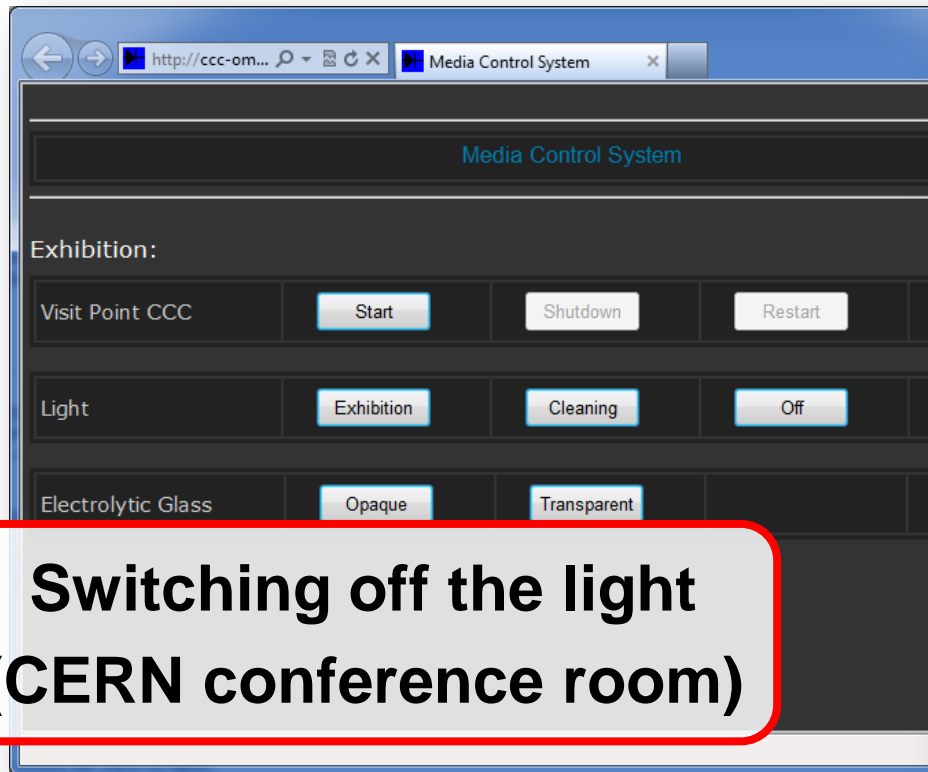 http://ccc-om... Media Control System
Media Control System
Exhibition:
Visit Point CCC Start Shutdown Restart
Light Exhibition Cleaning Off
Electrolytic Glass Opaque Transparent
Switching off the light
(CERN conference room)